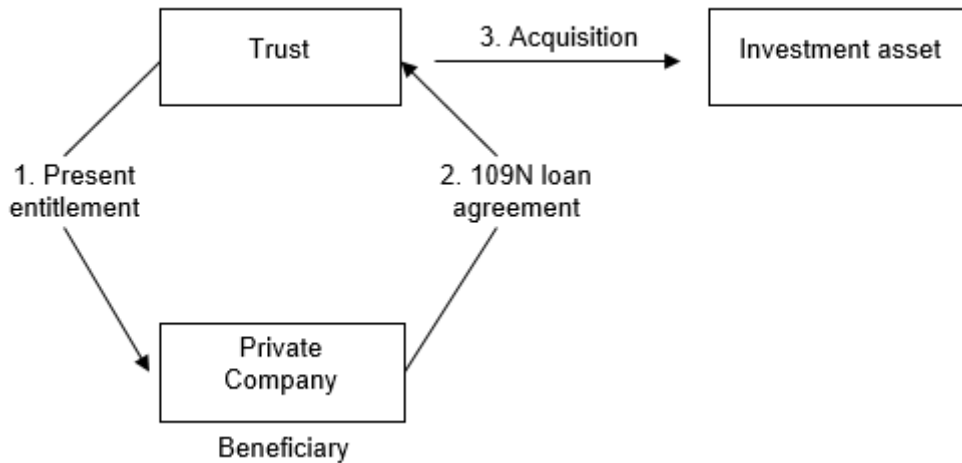 Trust
3. Acquisition
Investment asset
1. Present
entitlement
2. 109N loan
agreement
Private
Company
Beneficiary